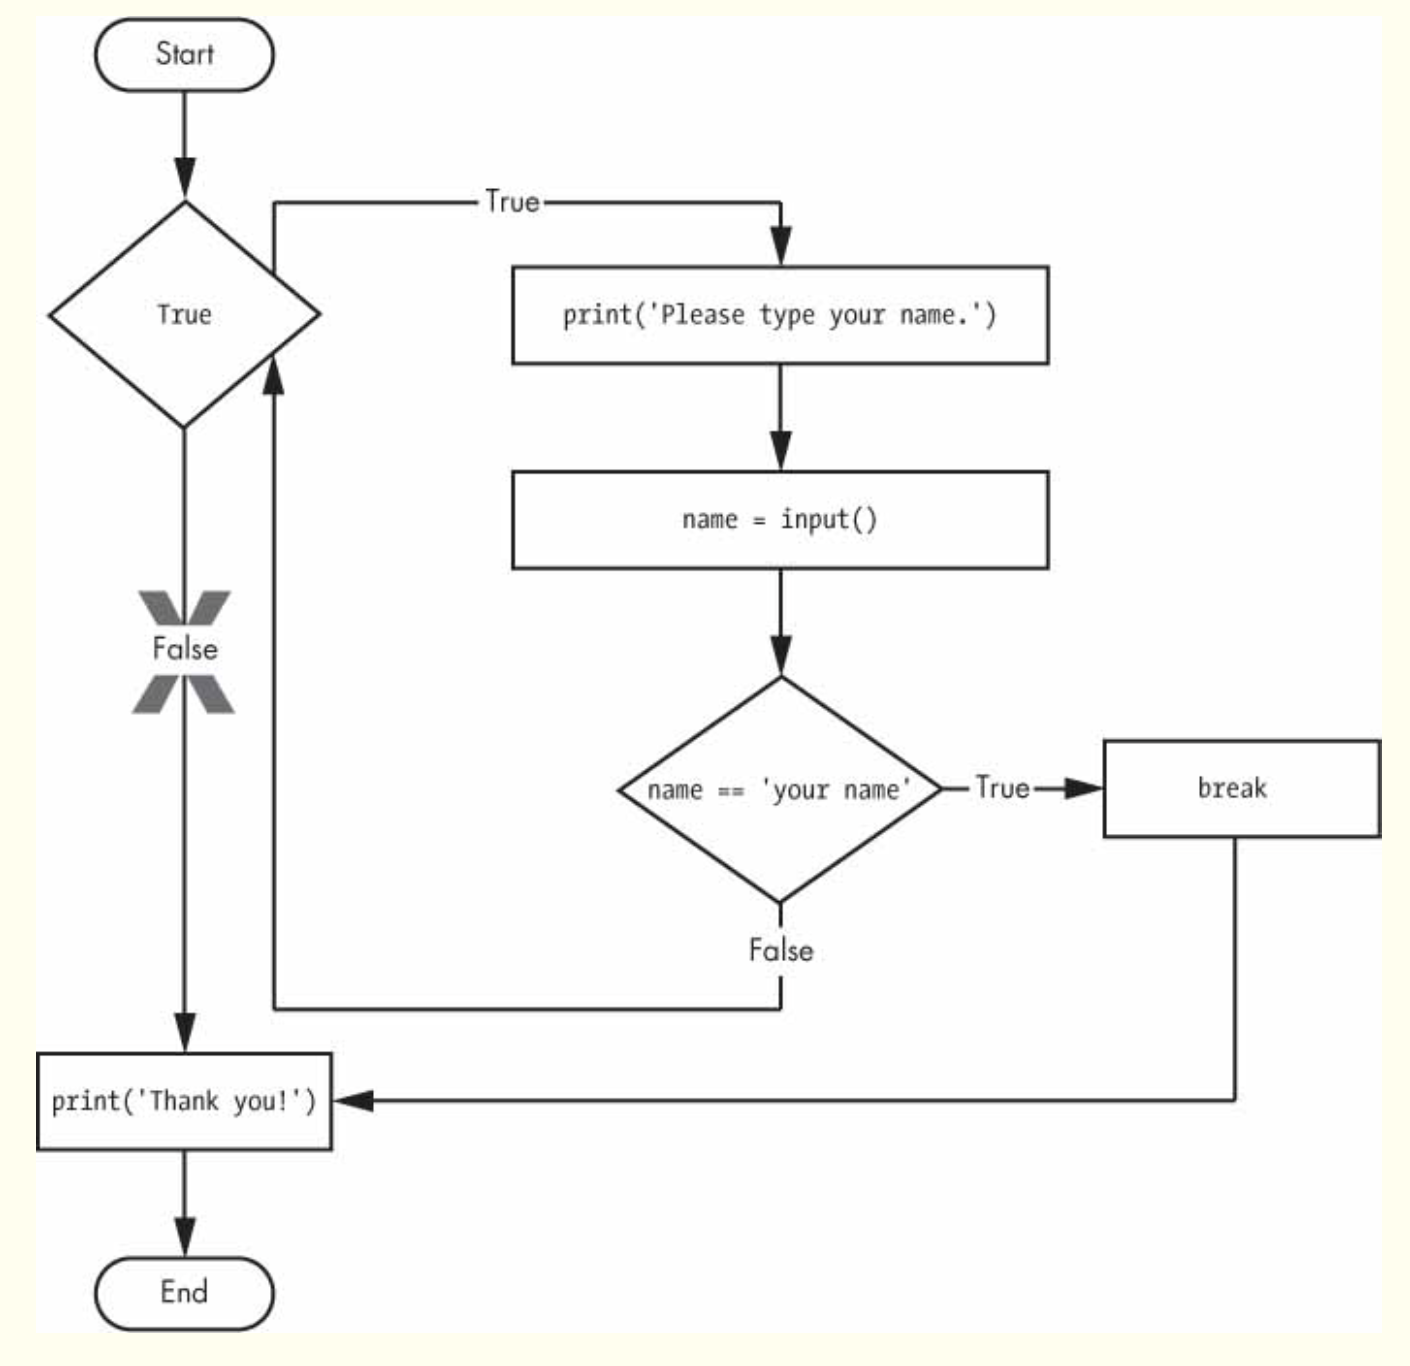 Start
True
True
print('Please type your name.')
name = input()
False
name == 'your name'
True
break
False
print('Thank you!')
End